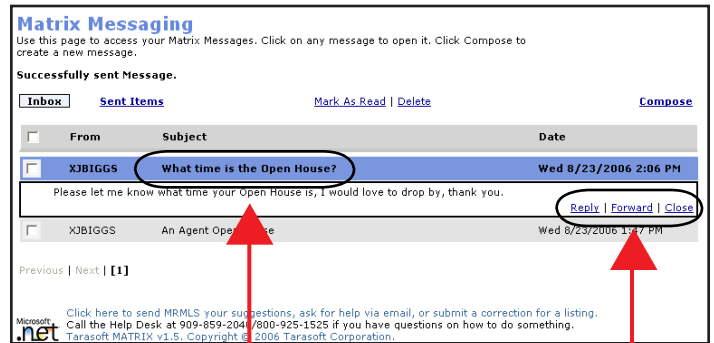 Matrix Messaging
Use this page to access your Matrix Messages. Click on any message to open it. Click Compose to
create a new message.
Successfully sent Message.
Inbox Sent Items Mark As Read | Delete Compose
From Subject Date
XJBIGGS What time is the Open House? Wed 8/23/2006 2:06 PM
Please let me know what time your Open House is, I would love to drop by, thank you.
Reply | Forward | Close
XJBIGGS An Agent Open Wed 8/23/2006 1:47 PM
Previous | Next | [1]
Click here to send MRMLS your suggestions, ask for help via email, or submit a correction for a listing.
Microsoft .net Call the Help Desk at 909-859-2040/800-925-1525 if you have questions on how to do something.
Tarasoft MATRIX v1.5. Copyright © 2006 Tarasoft Corporation.